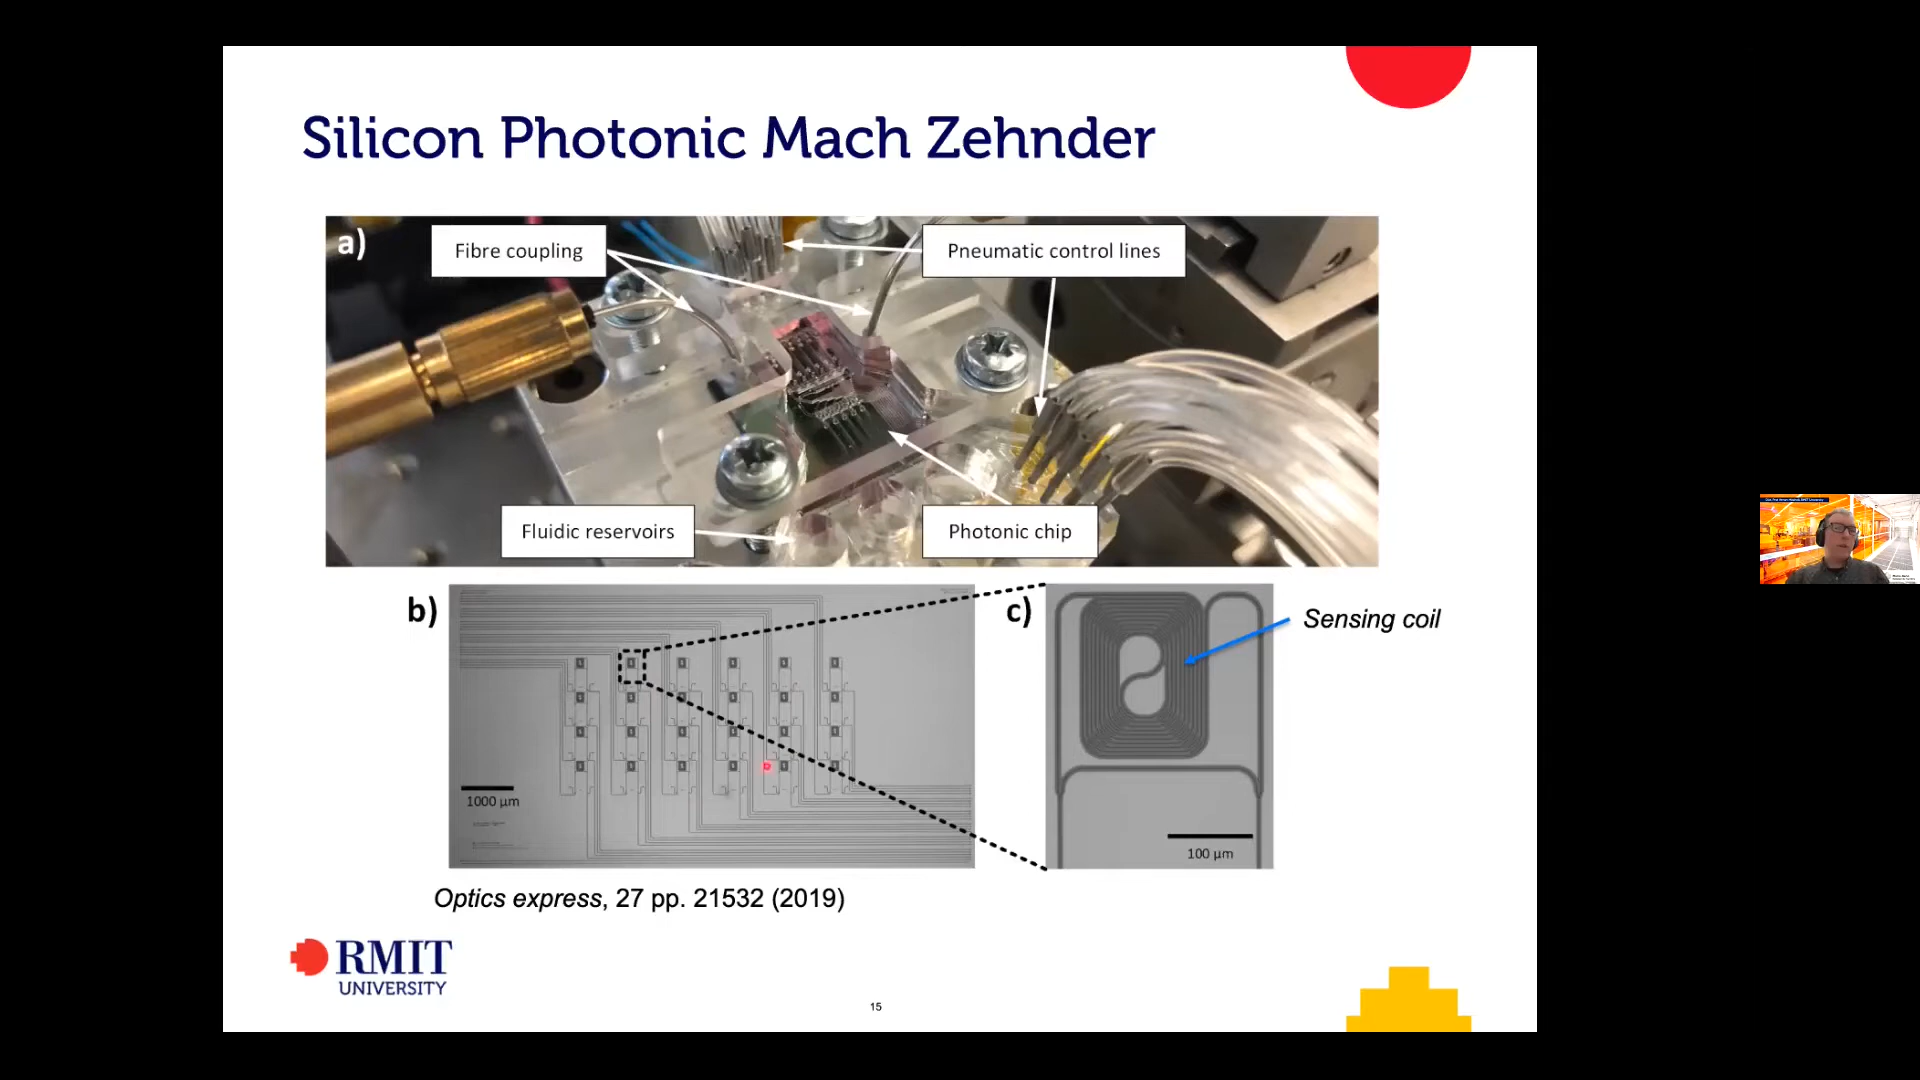 Silicon Photonic Mach Zehnder
a)
Fibre coupling
Pneumatic control lines
Fluidic reservoirs
Photonic chip
b)
1000 µm
c)
Sensing coil
100 µm
Optics express, 27 pp. 21532 (2019)
RMIT
UNIVERSITY
15